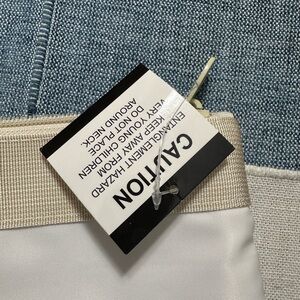 CAUTION
ENTANGLEMENT HAZARD
KEEP AWAY FROM
VERY YOUNG CHILDREN
DO NOT PLACE
AROUND NECK.